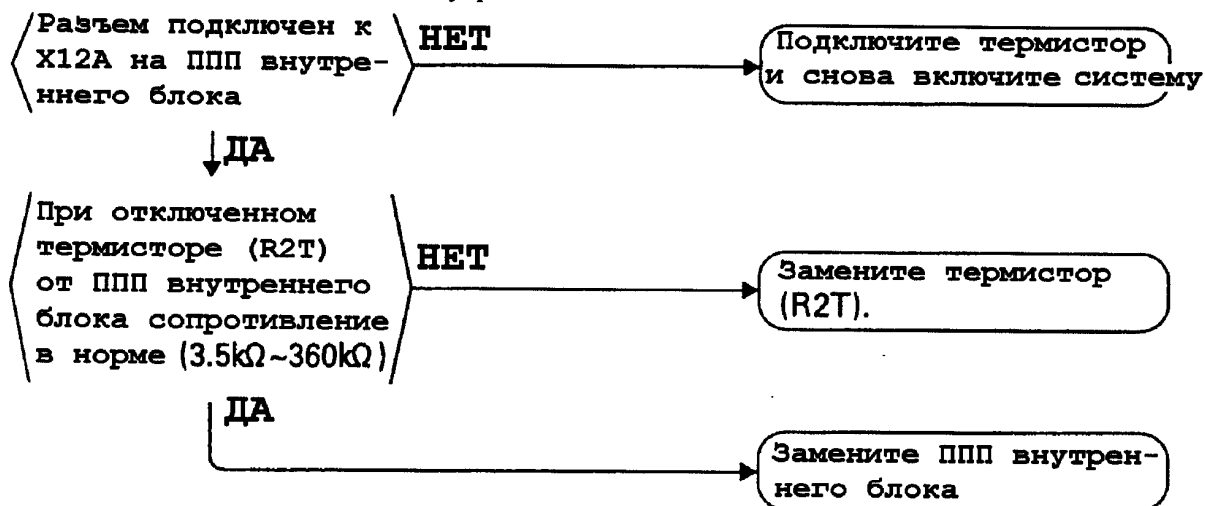 Разъем подключен к
Х12А на ППП внутре-
ннего блока
НЕТ
Подключите термистор
и снова включите систему
ДА
При отключенном
термисторе (R2T)
от ППП внутреннего
блока сопротивление
в норме (3.5kΩ~360kΩ)
НЕТ
Замените термистор
(R2T).
ДА
Замените ППП внутрен-
него блока